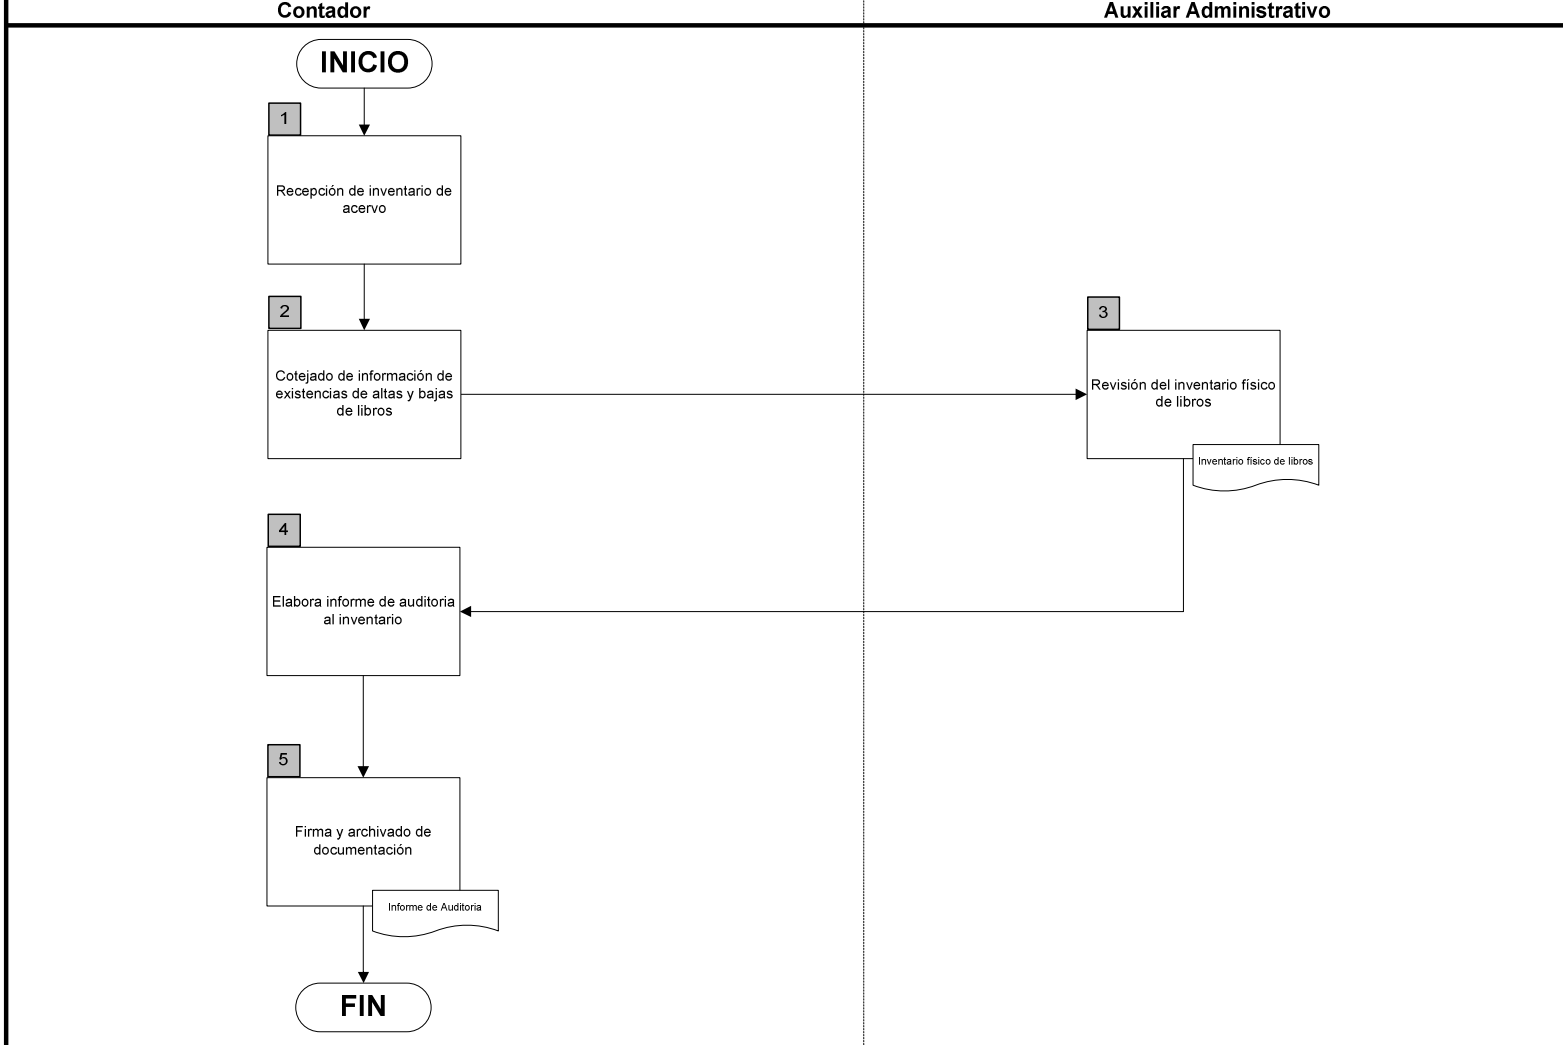 Contador
Auxiliar Administrativo
INICIO
1
Recepción de inventario de
acervo
2
Cotejado de información de
existencias de altas y bajas
de libros
3
Revisión del inventario físico
de libros
Inventario físico de libros
4
Elabora informe de auditoria
al inventario
5
Firma y archivado de
documentación
Informe de Auditoria
FIN